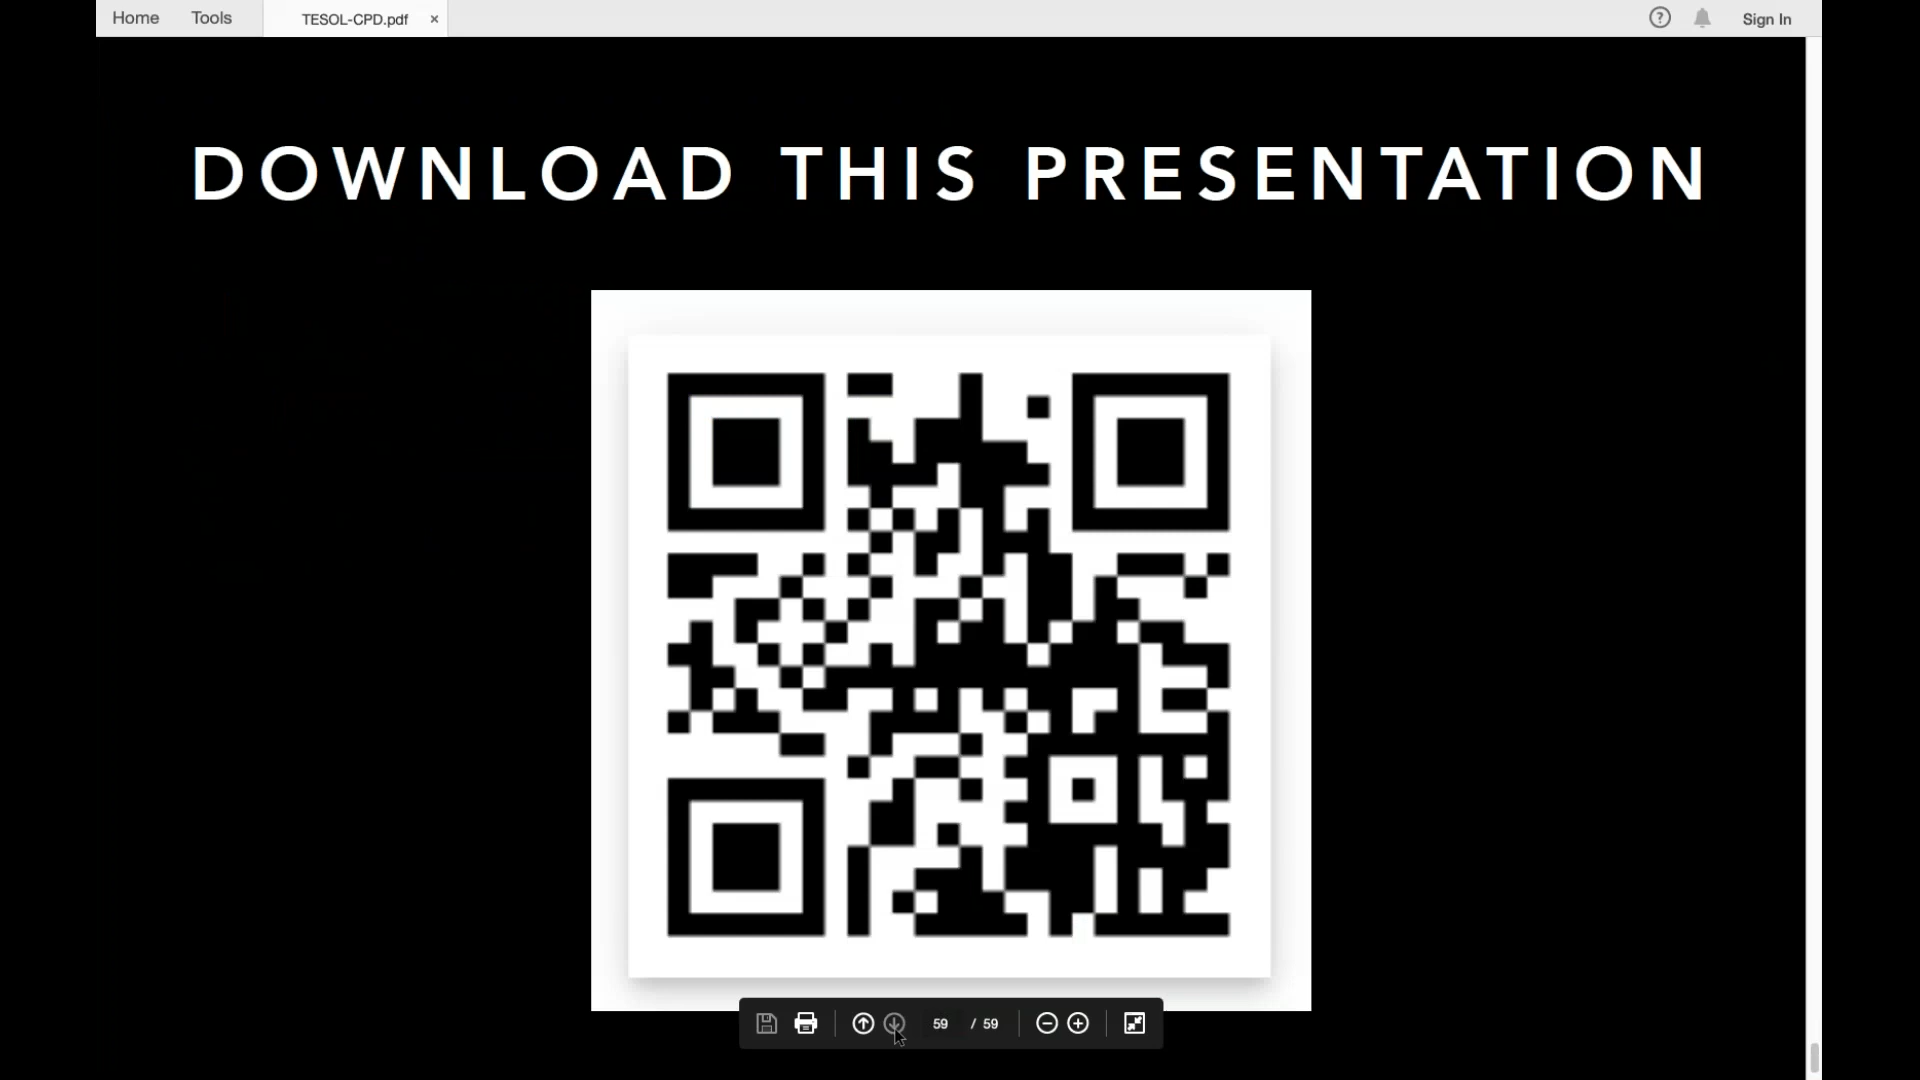 Home Tools TESOL-CPD.pdf × ? Sign In
DOWNLOAD THIS PRESENTATION
59 / 59